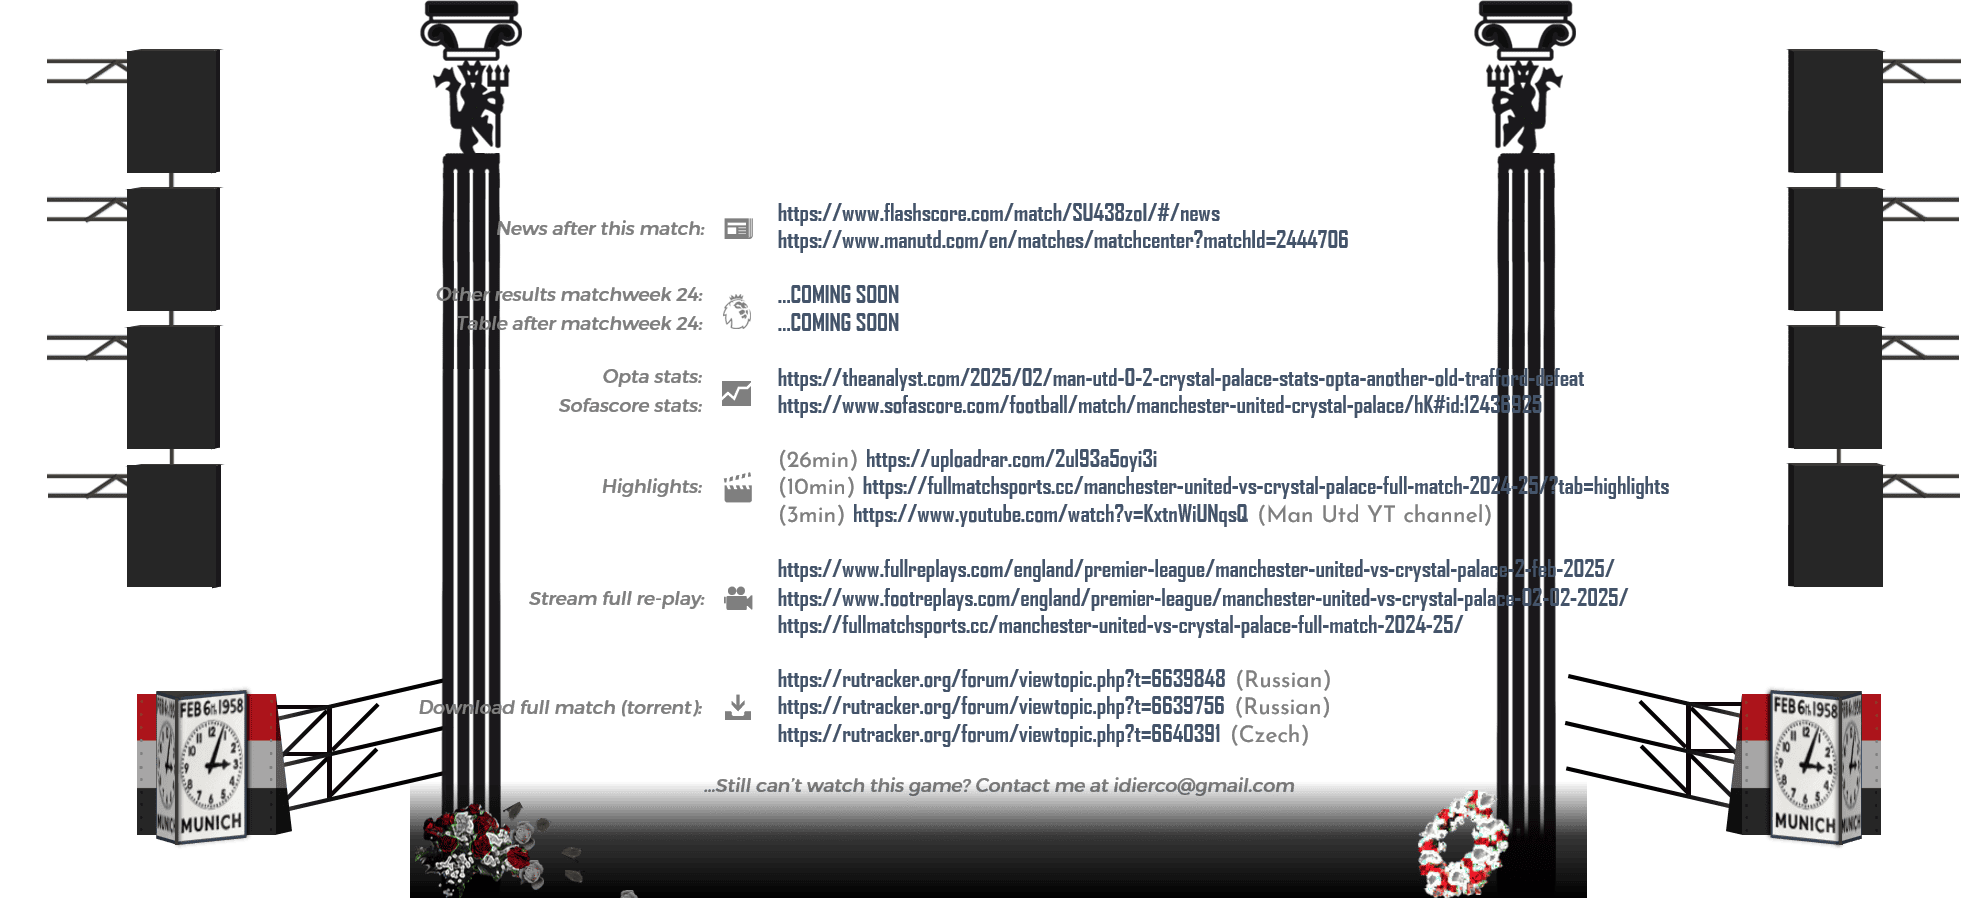 News after this match:
https://www.flashscore.com/match/SU438zol/#/news
https://www.manutd.com/en/matches/matchcenter?matchId=2444706
Other results matchweek 24:
...COMING SOON
Table after matchweek 24:
...COMING SOON
Opta stats:
https://theanalyst.com/2025/02/man-utd-0-2-crystal-palace-stats-opta-another-old-trafford-defeat
Sofascore stats:
https://www.sofascore.com/football/match/manchester-united-crystal-palace/hK#id:12436925
Highlights:
(26min) https://uploadrar.com/2ul93a5oyi3i
(10min) https://fullmatchsports.cc/manchester-united-vs-crystal-palace-full-match-2024-25/?tab=highlights
(3min) https://www.youtube.com/watch?v=KxtnWiUNqsQ (Man Utd YT channel)
Stream full re-play:
https://www.fullreplays.com/england/premier-league/manchester-united-vs-crystal-palace-2-feb-2025/
https://www.footreplays.com/england/premier-league/manchester-united-vs-crystal-palace-02-02-2025/
https://fullmatchsports.cc/manchester-united-vs-crystal-palace-full-match-2024-25/
Download full match (torrent):
https://rutracker.org/forum/viewtopic.php?t=6639848 (Russian)
https://rutracker.org/forum/viewtopic.php?t=6639756 (Russian)
https://rutracker.org/forum/viewtopic.php?t=6640391 (Czech)
...Still can't watch this game? Contact me at idierco@gmail.com
FEB 6th 1958
MUNICH
FEB 6th 1958
MUNICH